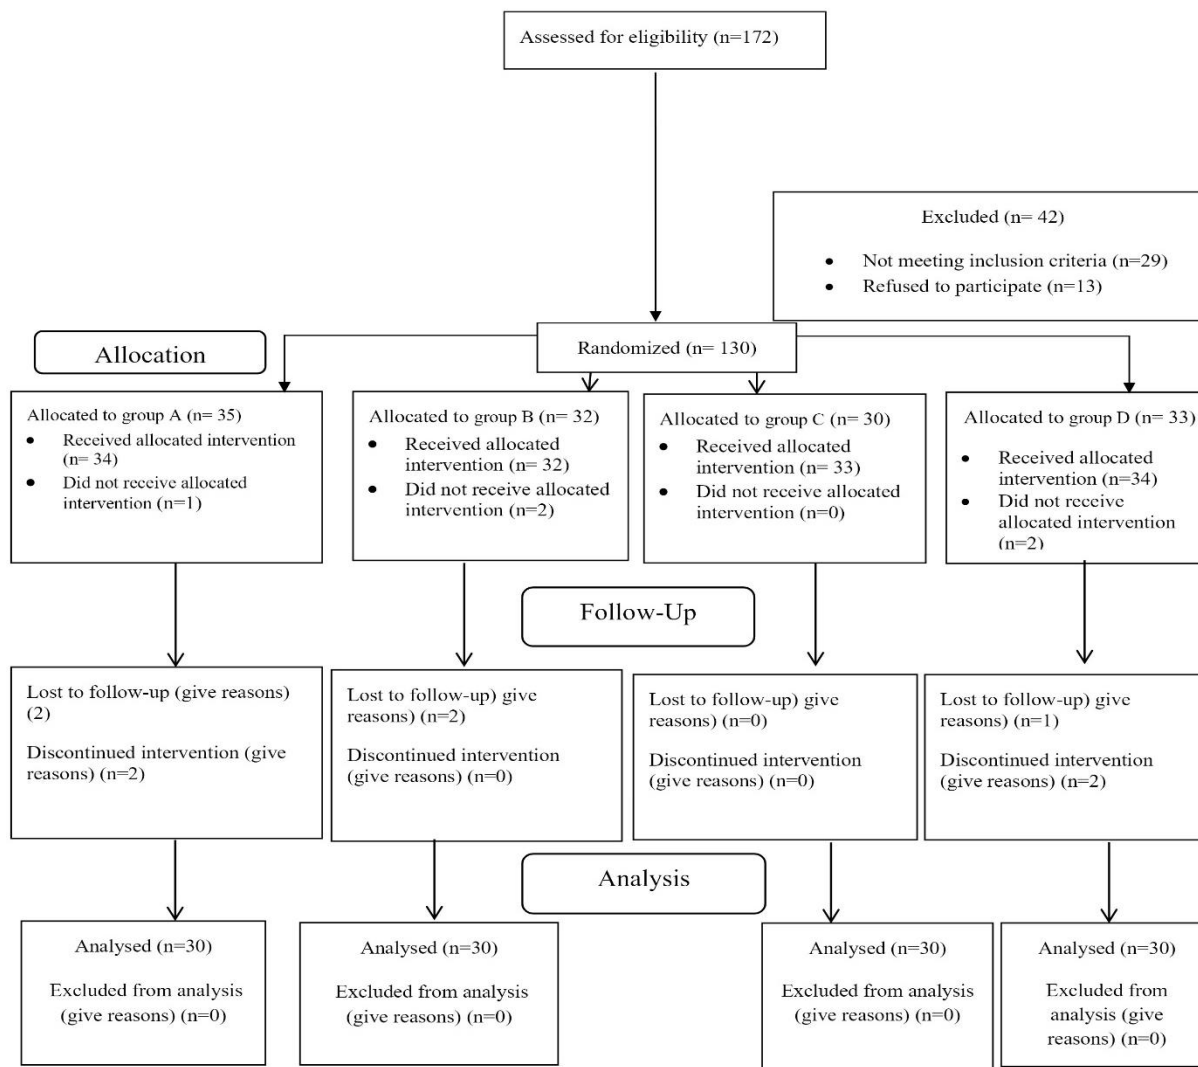 Assessed for eligibility (n=172)
Excluded (n= 42)
• Not meeting inclusion criteria (n=29)
• Refused to participate (n=13)
Randomized (n= 130)
Allocation
Allocated to group A (n= 35)
• Received allocated intervention
(n= 34)
• Did not receive allocated
intervention (n=1)
Allocated to group B (n= 32)
• Received allocated
intervention (n= 32)
• Did not receive allocated
intervention (n=2)
Allocated to group C (n= 30)
• Received allocated
intervention (n= 33)
• Did not receive allocated
intervention (n=0)
Allocated to group D (n= 33)
• Received allocated
intervention (n=34)
• Did not receive
allocated intervention
(n=2)
Follow-Up
Lost to follow-up (give reasons)
(2)
Discontinued intervention (give
reasons) (n=2)
Lost to follow-up) give
reasons) (n=2)
Discontinued intervention
(give reasons) (n=0)
Lost to follow-up) give
reasons) (n=0)
Discontinued intervention
(give reasons) (n=0)
Lost to follow-up) give
reasons) (n=1)
Discontinued intervention
(give reasons) (n=2)
Analysis
Analysed (n=30)
Excluded from analysis
(give reasons) (n=0)
Analysed (n=30)
Excluded from analysis
(give reasons) (n=0)
Analysed (n=30)
Excluded from analysis
(give reasons) (n=0)
Analysed (n=30)
Excluded from
analysis (give
reasons) (n=0)